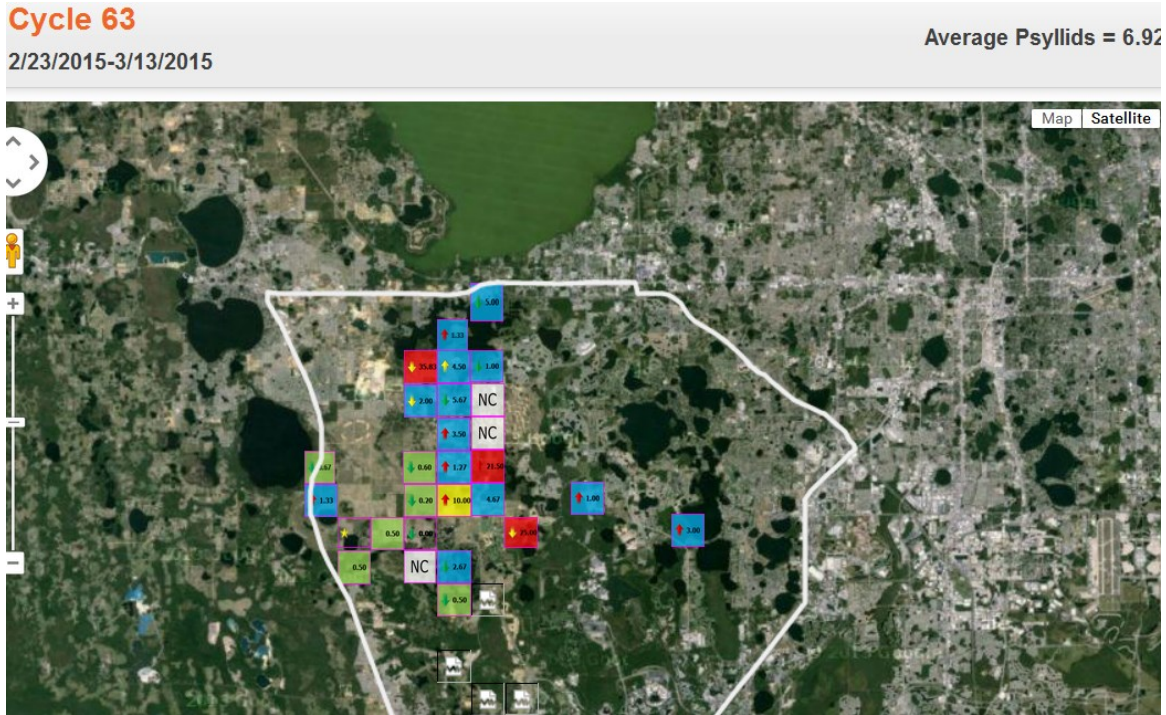 Cycle 63
Average Psyllids = 6.92
2/23/2015-3/13/2015
Map Satellite
5.00
4.50 1.00
2.00 5.67 NC
3.50 NC
0.60 1.27 21.50
1.33 0.20 10.00 4.67 1.00
0.50 0.00 3.00
0.50 NC 2.67
0.50